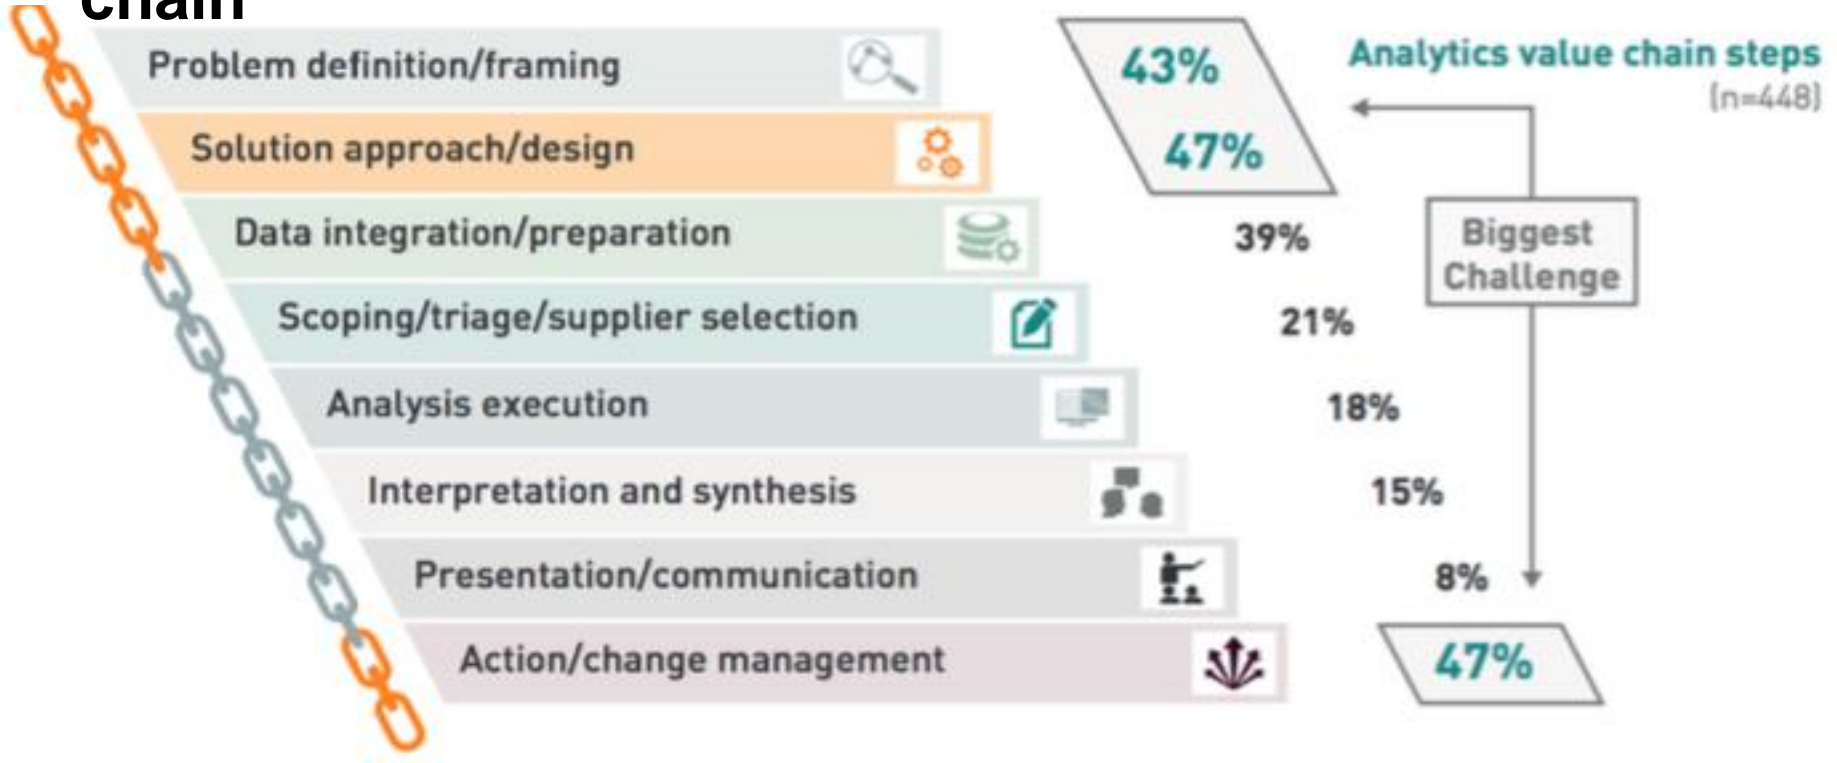 chain
Problem definition/framing
43%
Analytics value chain steps
(n=448)
Solution approach/design
47%
Data integration/preparation
39%
Biggest
Challenge
Scoping/triage/supplier selection
21%
Analysis execution
18%
Interpretation and synthesis
15%
Presentation/communication
8%
Action/change management
47%